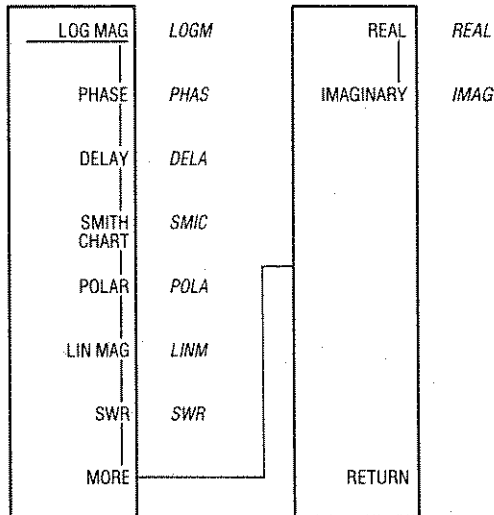 LOG MAG LOGM
PHASE PHAS
DELAY DELA
SMITH SMIC
CHART
POLAR POLA
LIN MAG LINM
SWR SWR
MORE
REAL REAL
IMAGINARY IMAG
RETURN